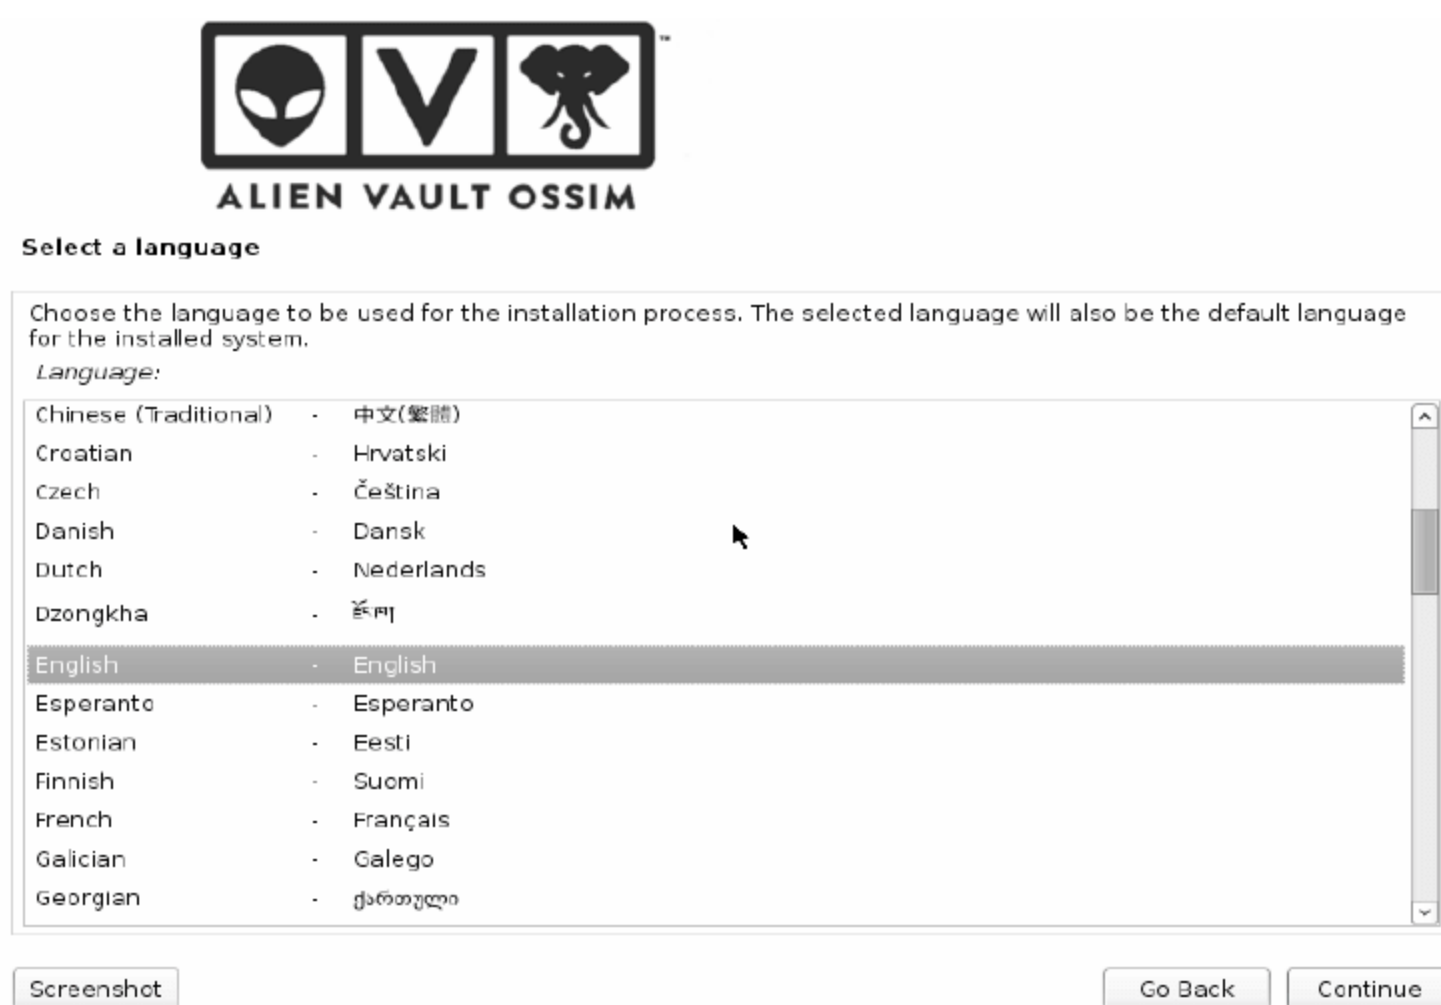 ™
ALIEN VAULT OSSIM
Select a language
Choose the language to be used for the installation process. The selected language will also be the default language
for the installed system.
Language:
Chinese (Traditional) - 中文(繁體)
Croatian - Hrvatski
Czech - Čeština
Danish - Dansk
Dutch - Nederlands
Dzongkha - རྫོང་ཁ།
English - English
Esperanto - Esperanto
Estonian - Eesti
Finnish - Suomi
French - Français
Galician - Galego
Georgian - ქართული
Screenshot Go Back Continue